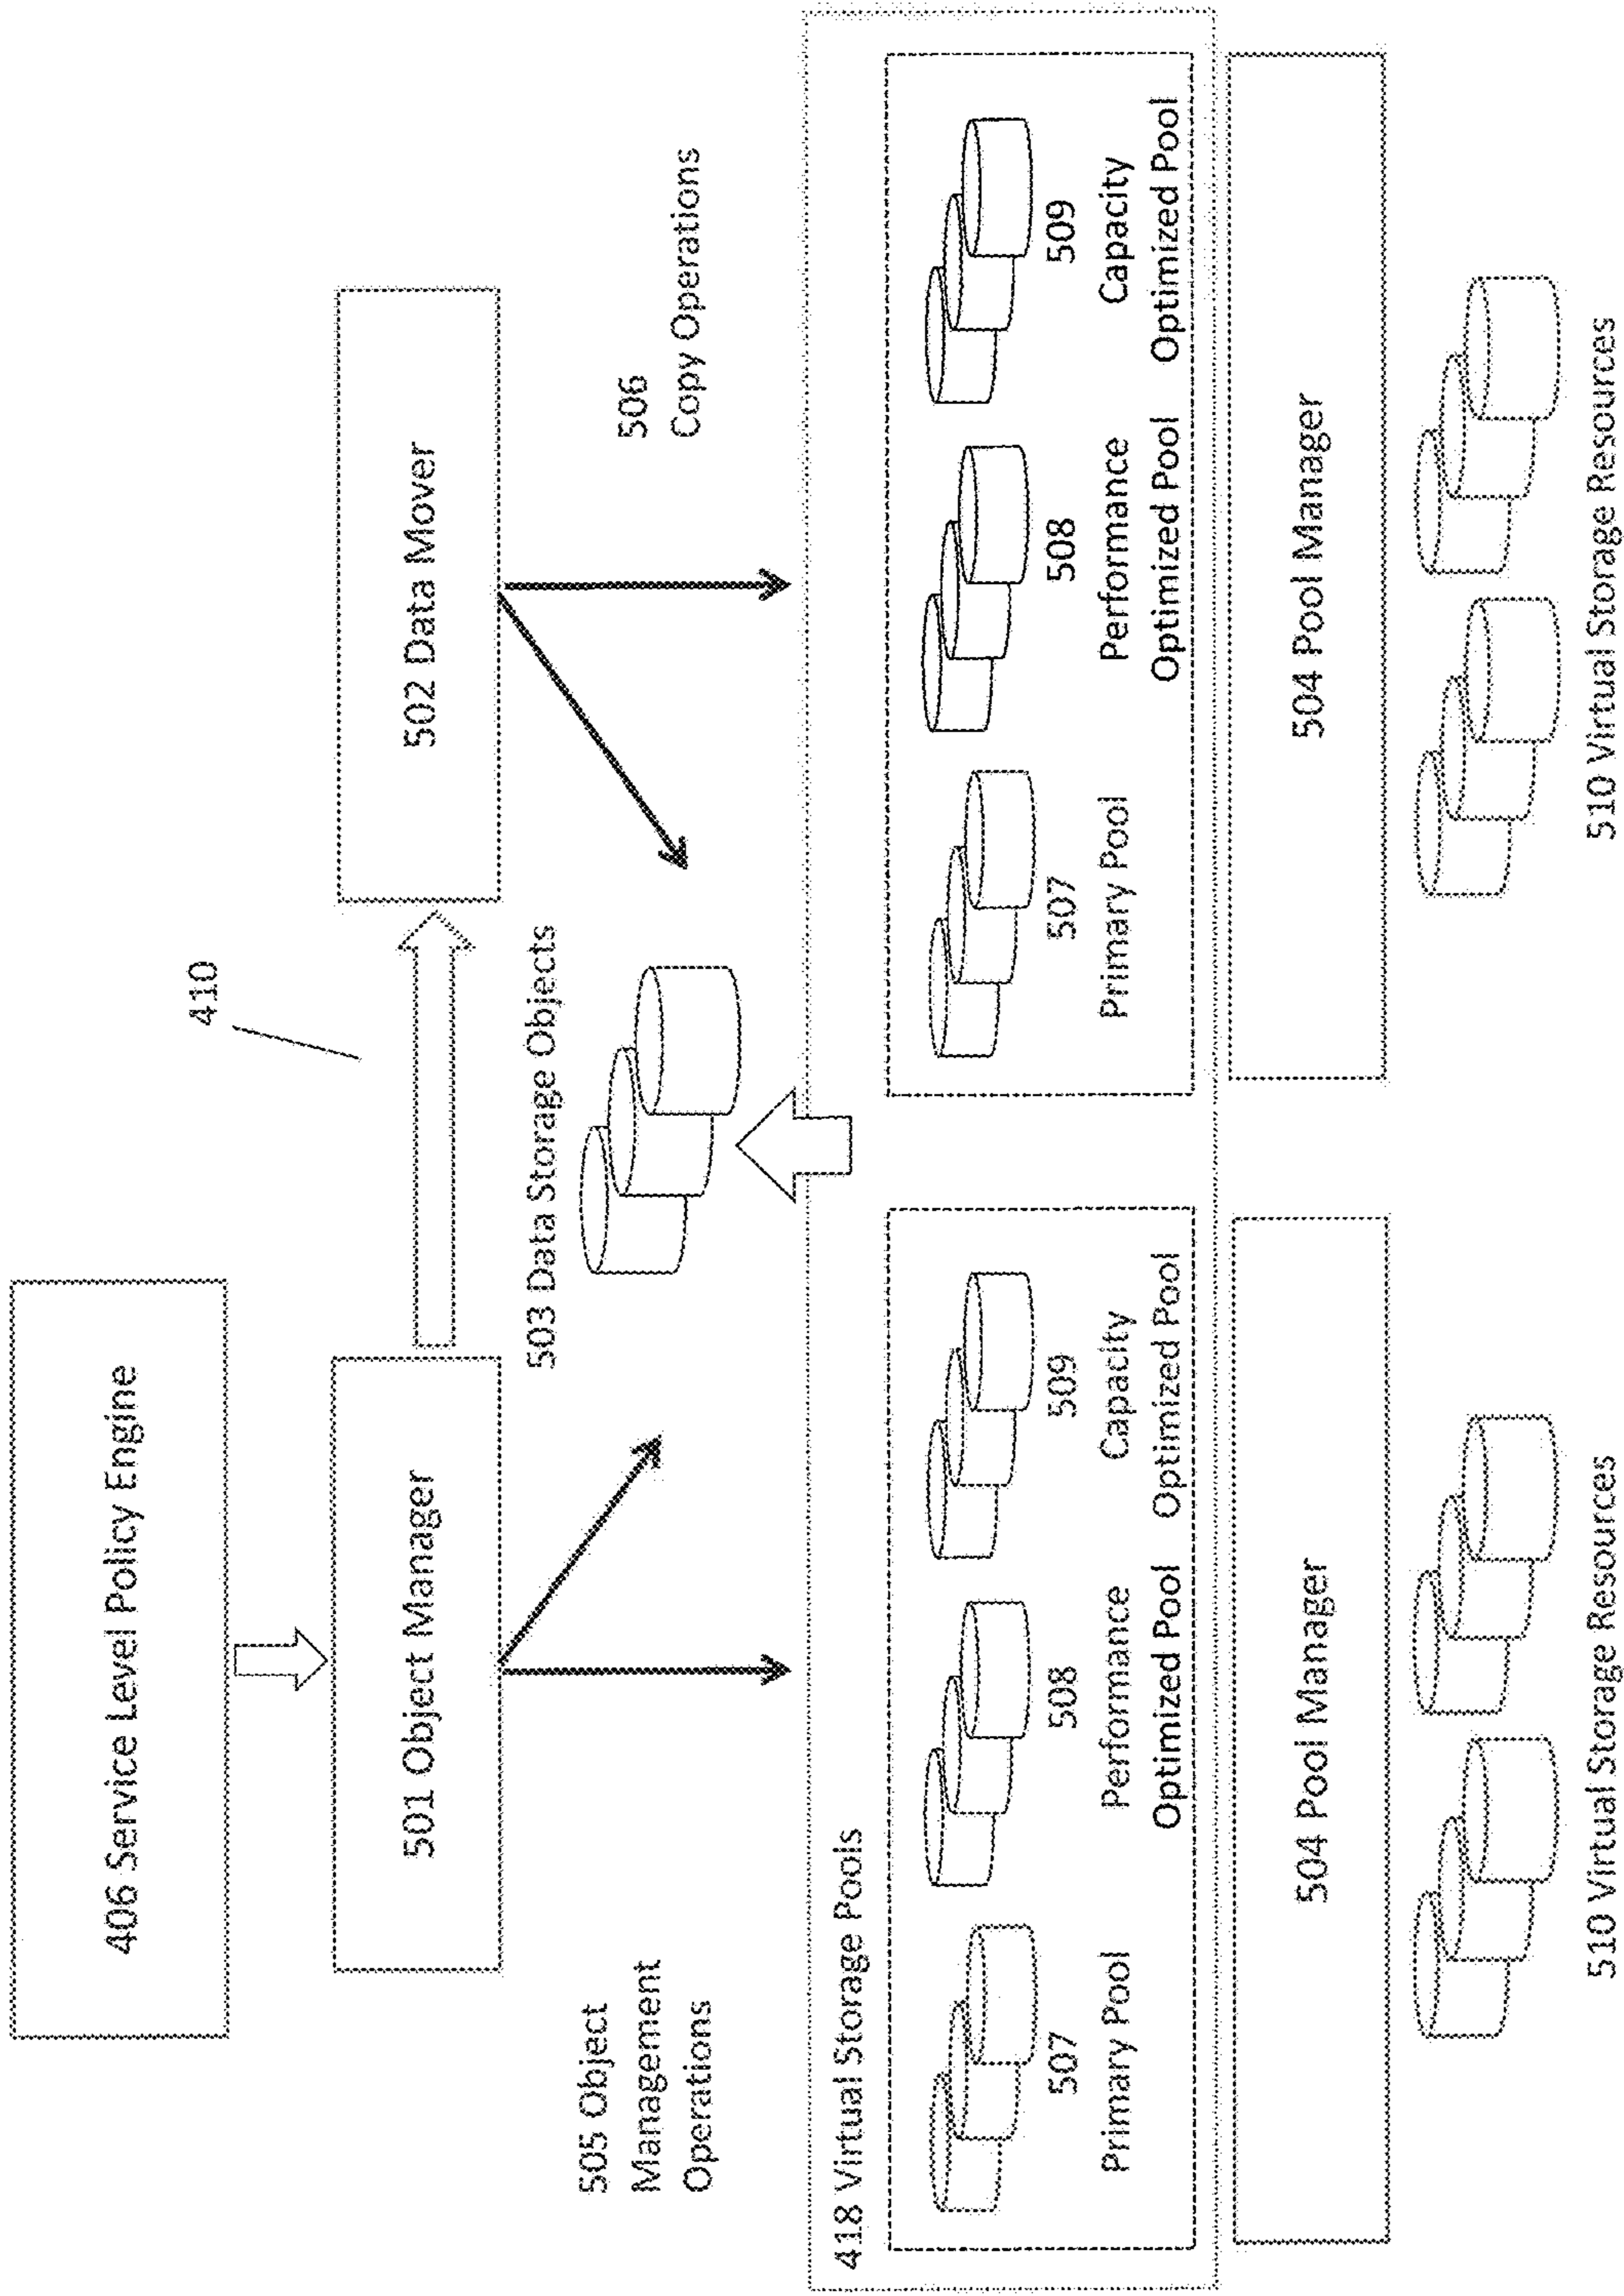 406 Service Level Policy Engine
410
501 Object Manager
502 Data Mover
503 Data Storage Objects
505 Object
Management
Operations
506
Copy Operations
418 Virtual Storage Pools
507
Primary Pool
508
Performance
Optimized Pool
509
Capacity
Optimized Pool
507
Primary Pool
508
Performance
Optimized Pool
509
Capacity
Optimized Pool
504 Pool Manager
504 Pool Manager
510 Virtual Storage Resources
510 Virtual Storage Resources